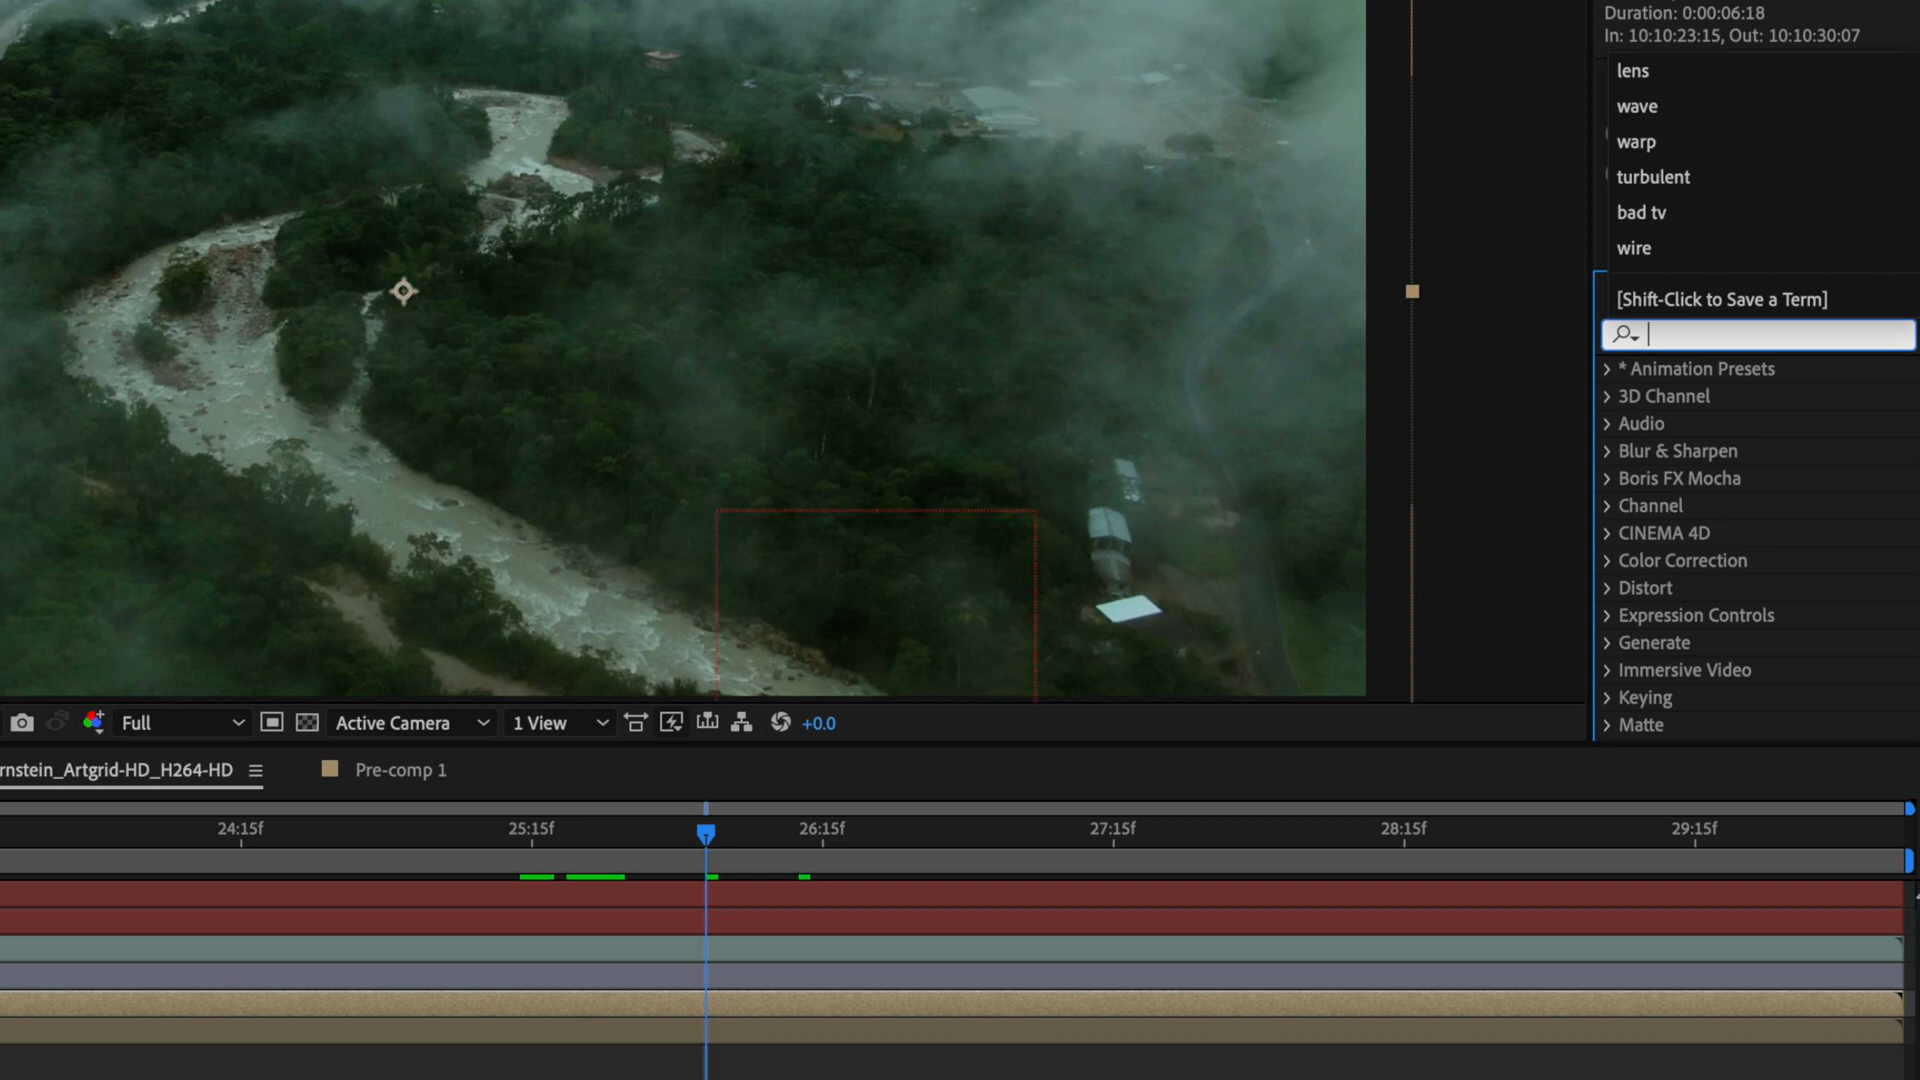 Duration: 0:00:06:18
In: 10:10:23:15, Out: 10:10:30:07
lens
wave
warp
turbulent
bad tv
wire
[Shift-Click to Save a Term]
* Animation Presets
3D Channel
Audio
Blur & Sharpen
Boris FX Mocha
Channel
CINEMA 4D
Color Correction
Distort
Expression Controls
Generate
Immersive Video
Keying
Matte
Full
Active Camera
1 View
+0.0
rnstein_Artgrid-HD_H264-HD
Pre-comp 1
24:15f
25:15f
26:15f
27:15f
28:15f
29:15f